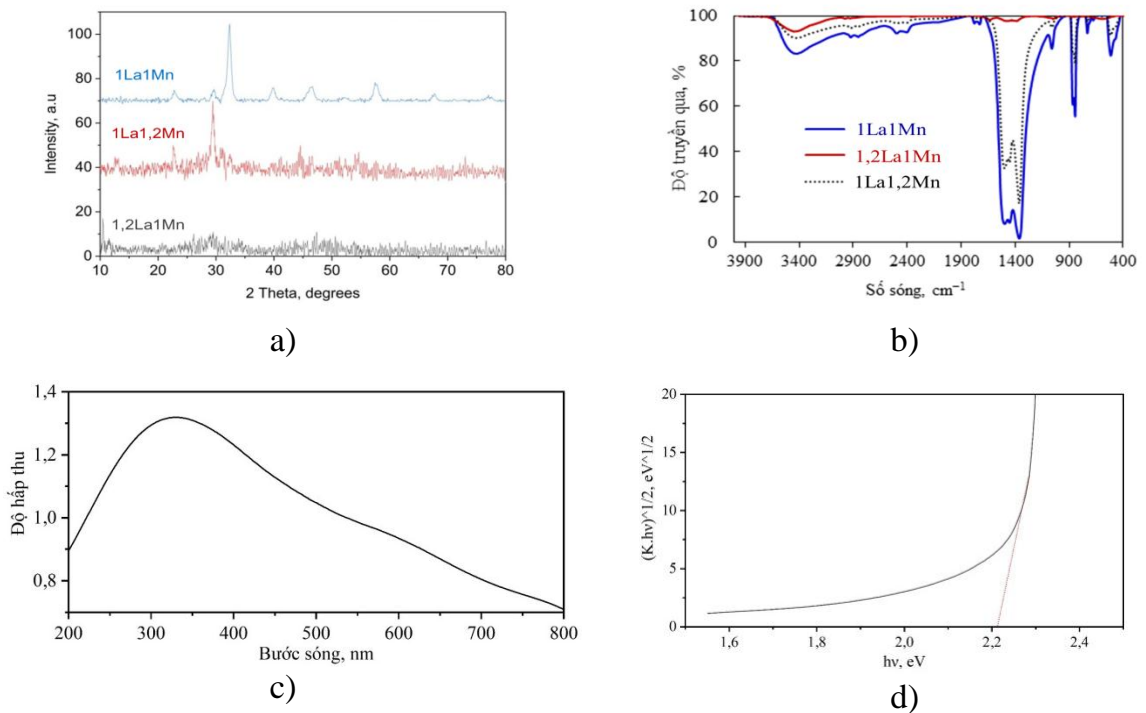 100
80
60
40
20
0
Intensity, a.u
1La1Mn
1La1,2Mn
1,2La1Mn
10 20 30 40 50 60 70 80
2 Theta, degrees
a)
100
80
60
40
20
0
Độ truyền qua, %
1La1Mn
1,2La1Mn
1La1,2Mn
3900 3400 2900 2400 1900 1400 900 400
Số sóng, cm⁻¹
b)
1,4
1,2
1,0
0,8
Độ hấp thu
200 300 400 500 600 700 800
Bước sóng, nm
c)
20
15
10
5
0
(K.hν)^1/2, eV^1/2
1,6 1,8 2,0 2,2 2,4
hν, eV
d)